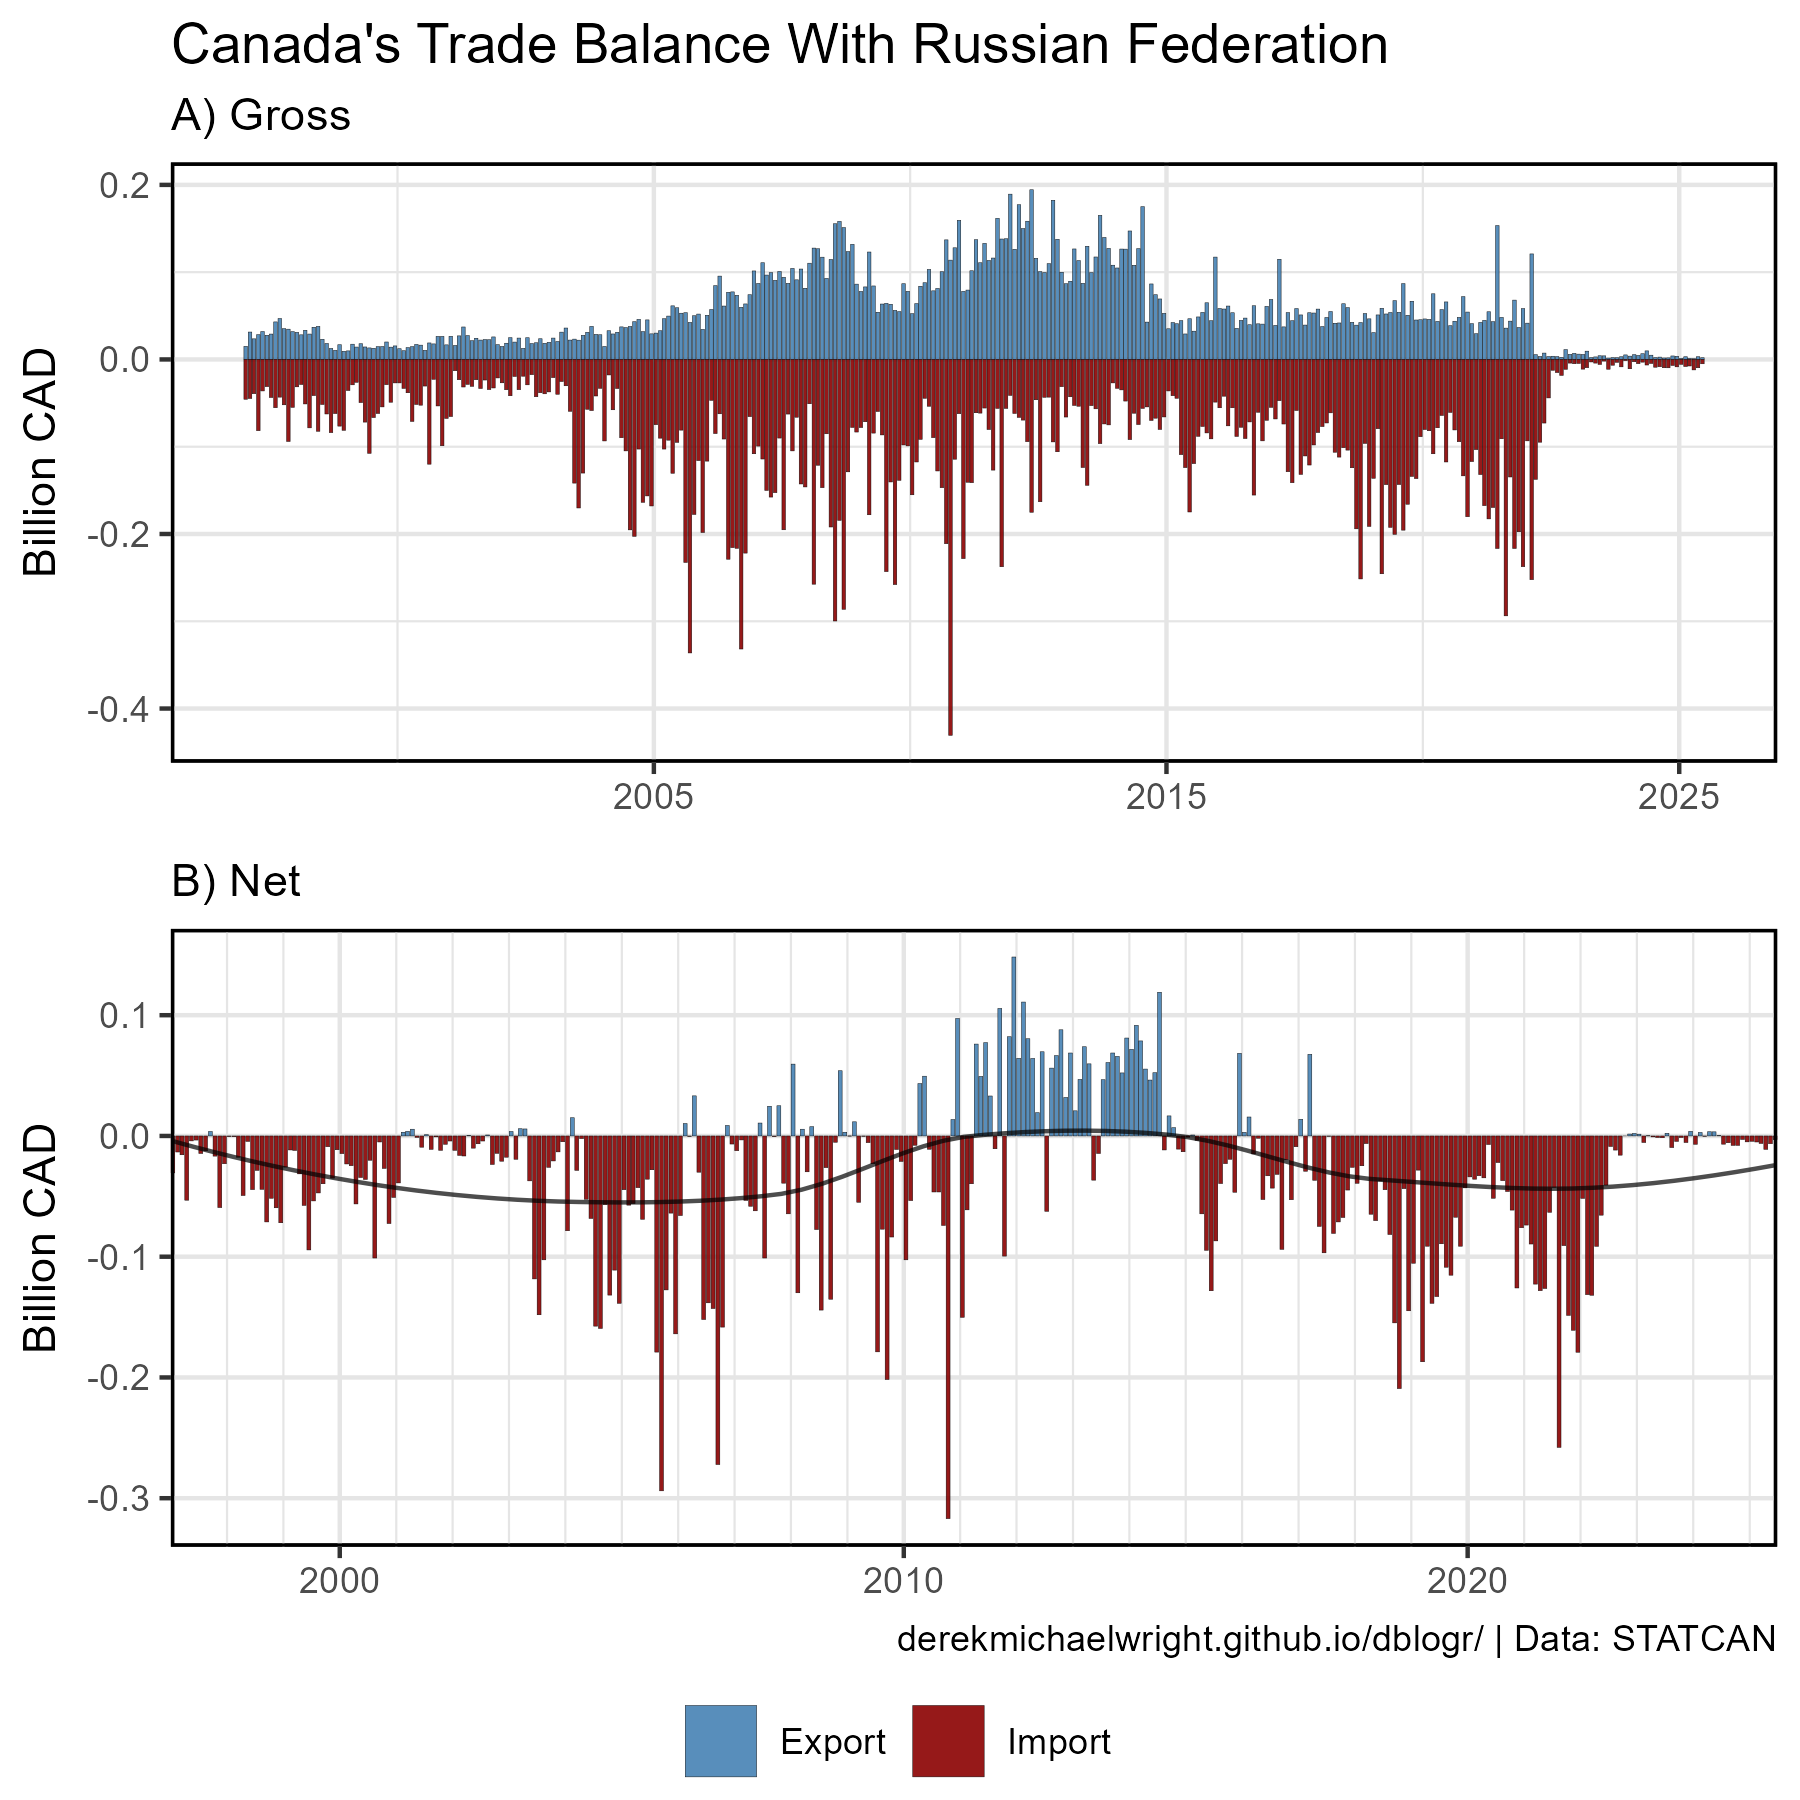 Canada's Trade Balance With Russian Federation
A) Gross
Billion CAD
0.2
0.0
-0.2
-0.4
2005
2015
2025
B) Net
Billion CAD
0.1
0.0
-0.1
-0.2
-0.3
2000
2010
2020
derekmichaelwright.github.io/dblogr/ | Data: STATCAN
Export
Import